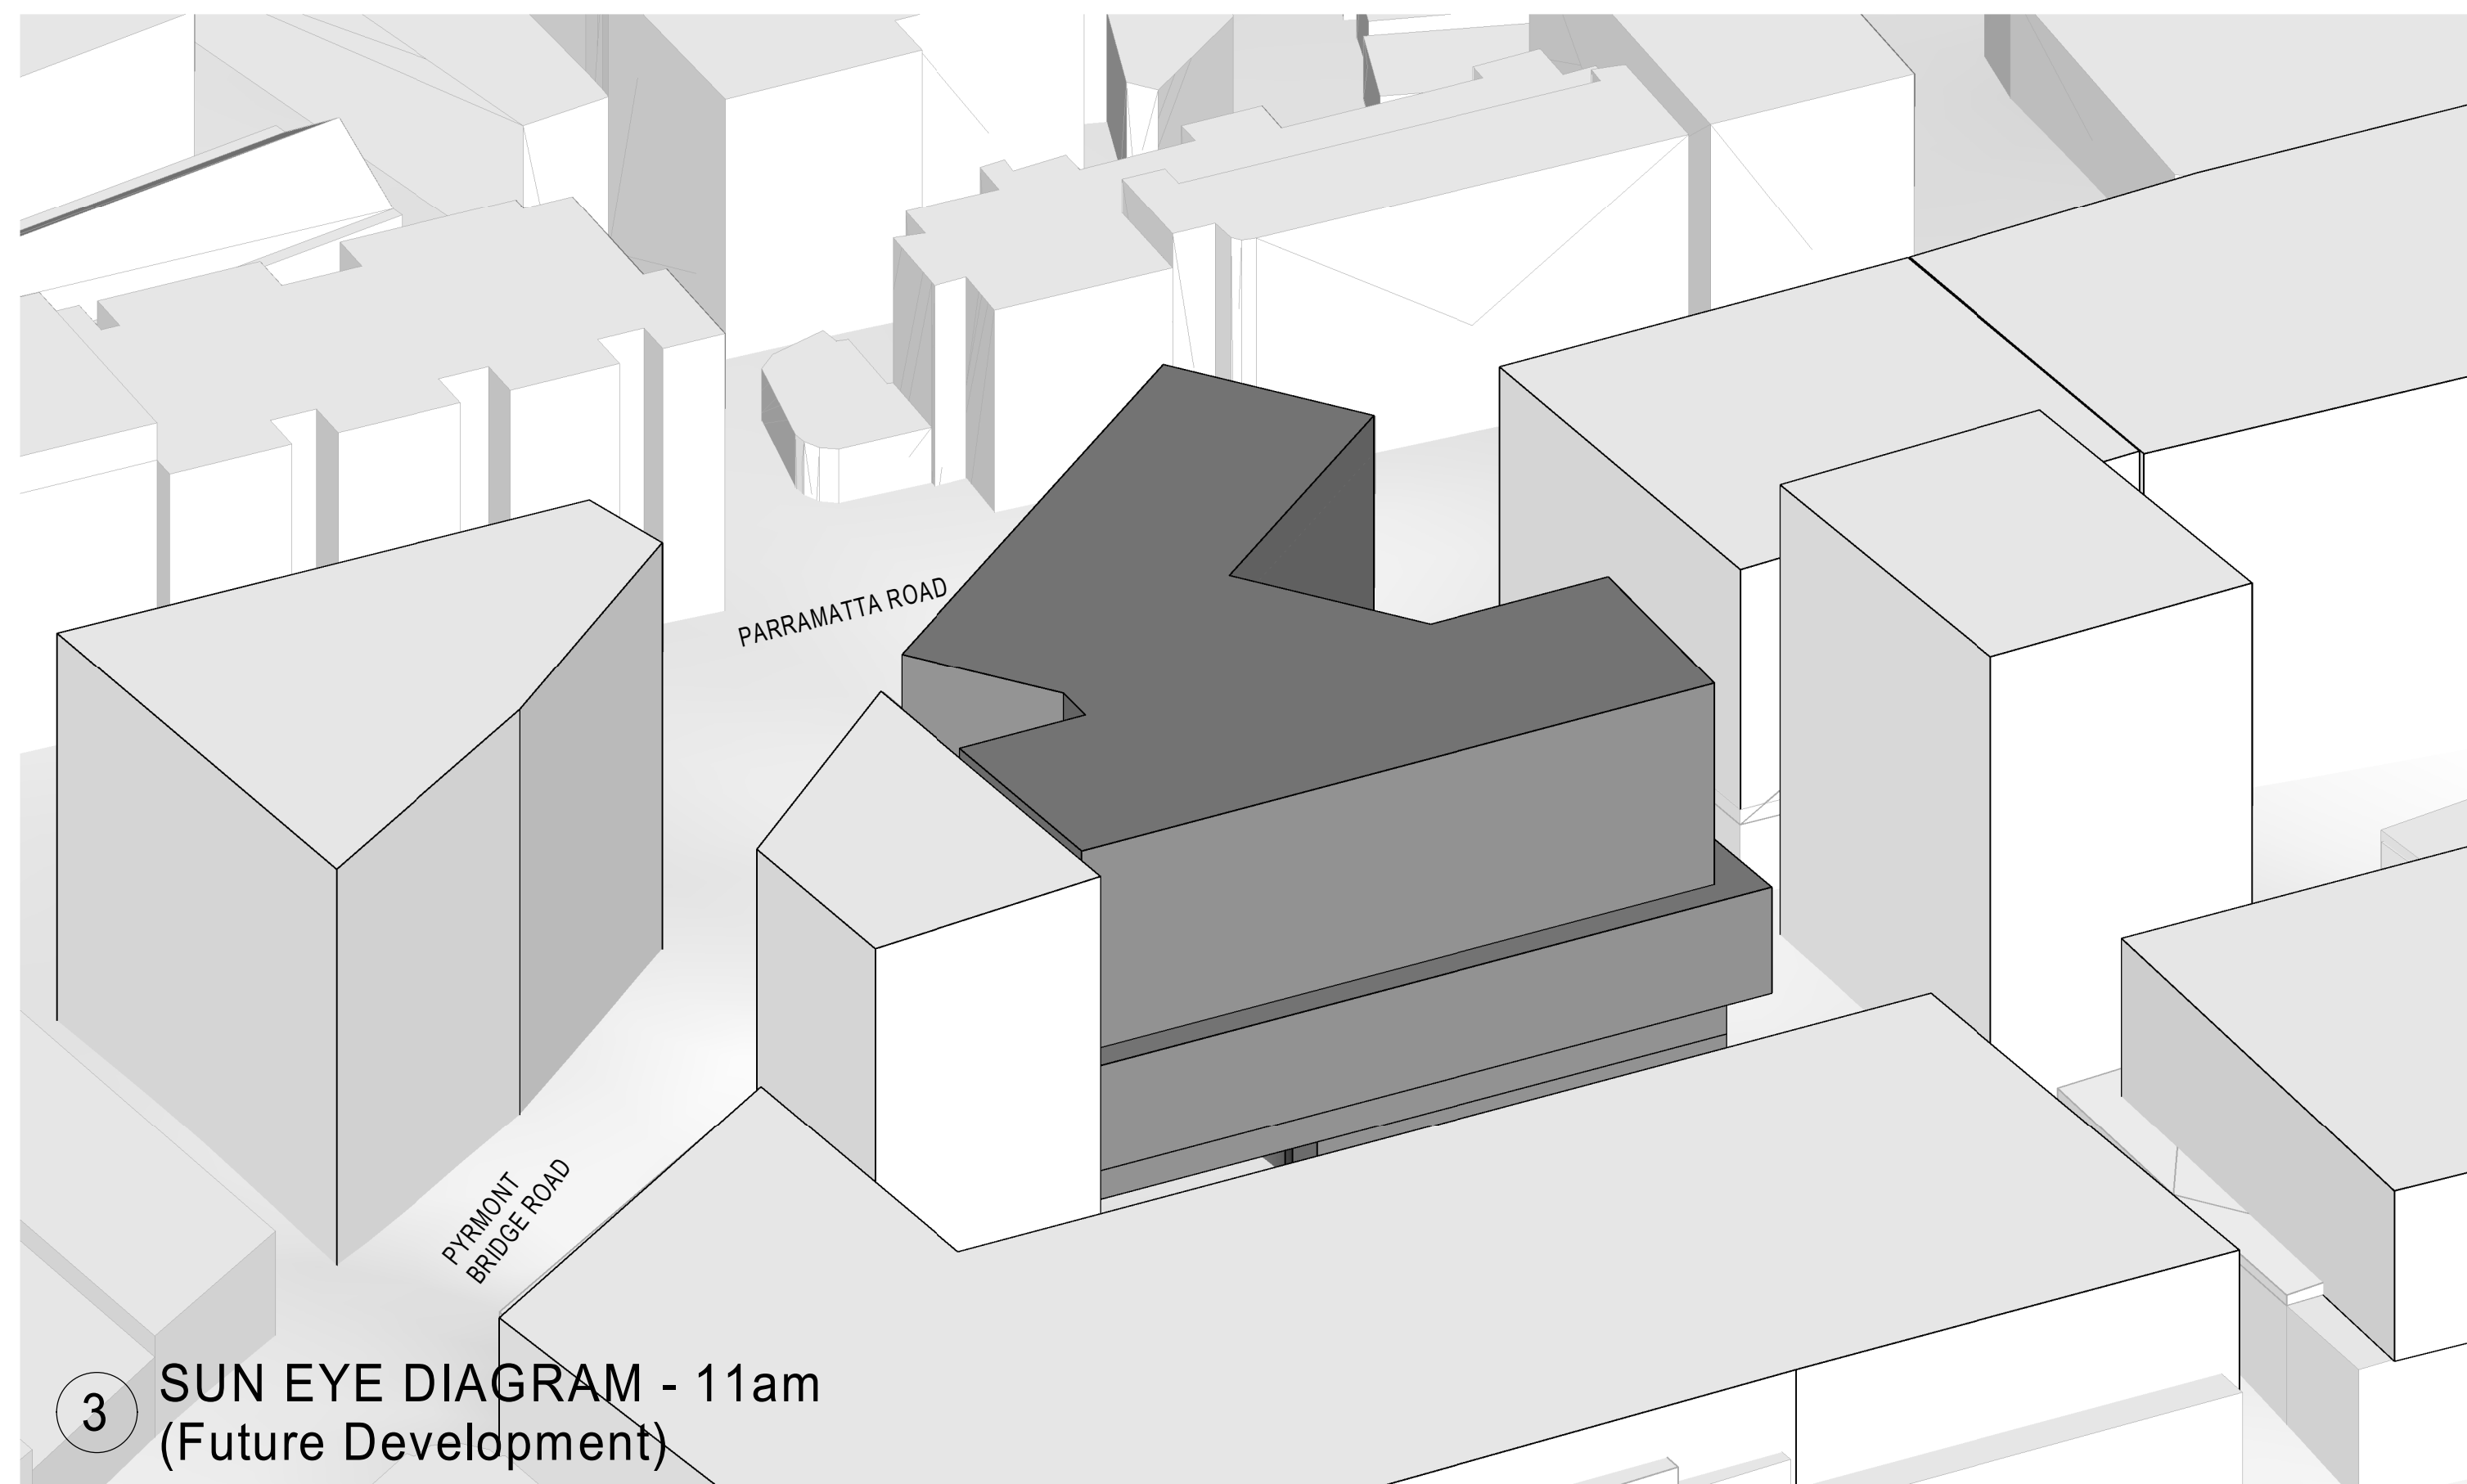 PARRAMATTA ROAD
PYRMONT
BRIDGE ROAD
3
SUN EYE DIAGRAM - 11am
(Future Development)